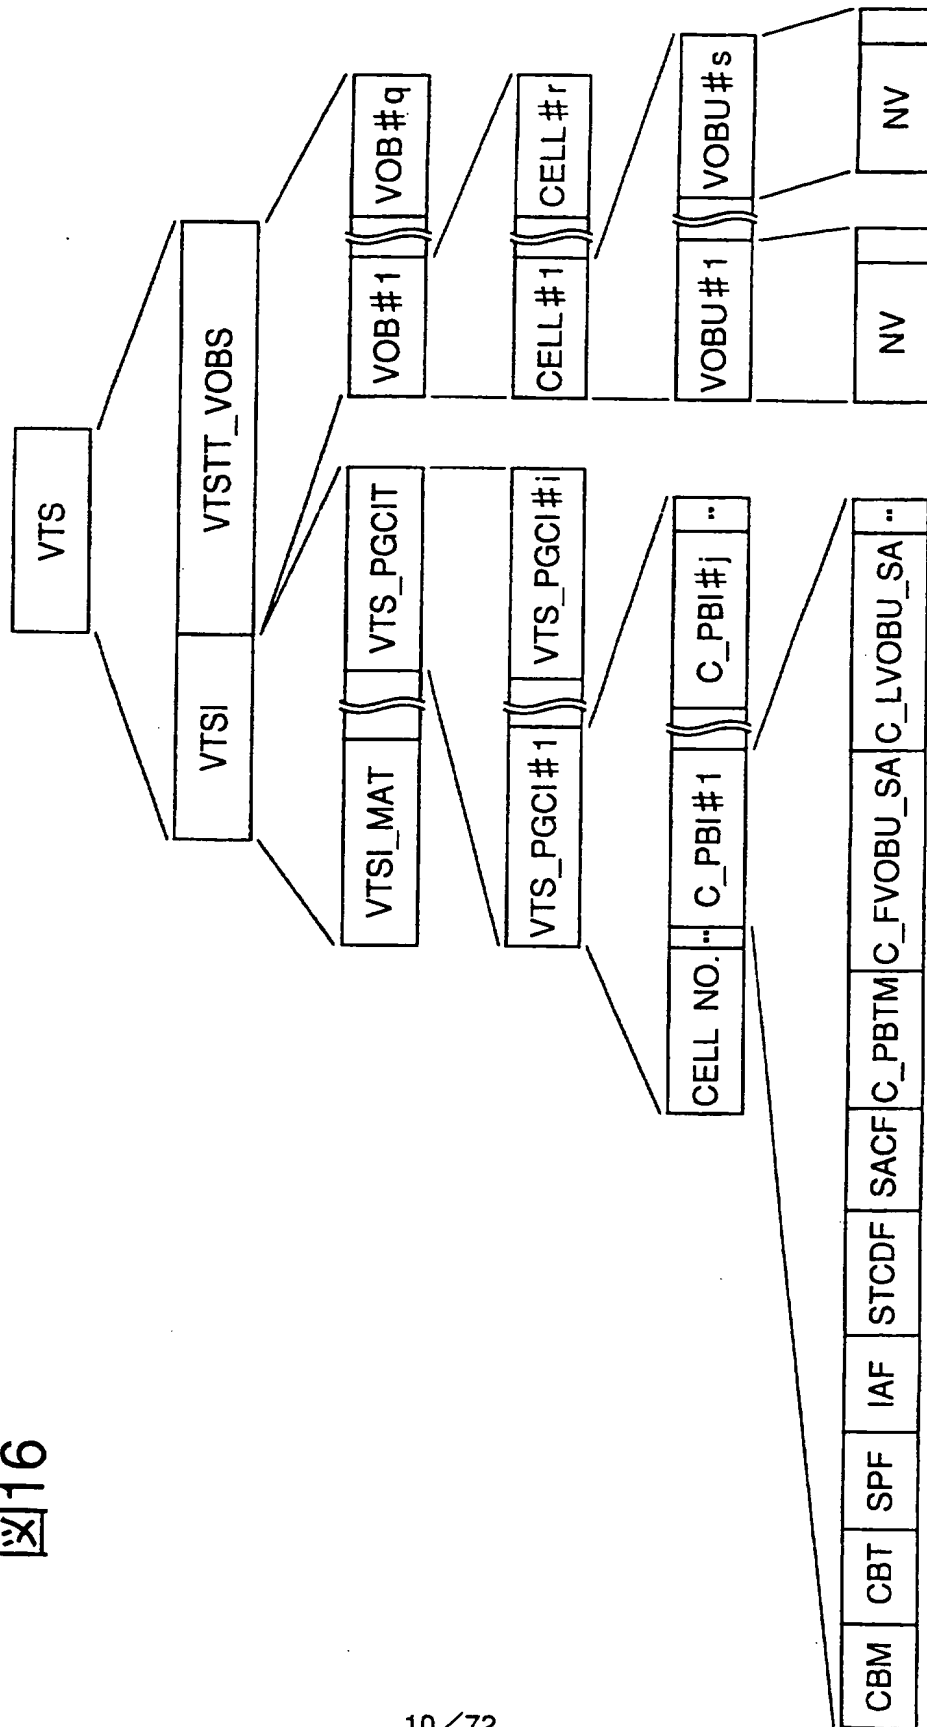 図16
VTS
VTSI VTSTT_VOBS
VTSI_MAT VTS_PGCIT VOB#1 VOB#q
VTS_PGCI#1 VTS_PGCI#i CELL#1 CELL#r
CELL NO. ‥ C_PBI#1 C_PBI#j ‥ VOBU#1 VOBU#s
CBM CBT SPF IAF STCDF SACF C_PBTM C_FVOBU_SA C_LVOBU_SA ‥ NV NV
10/72